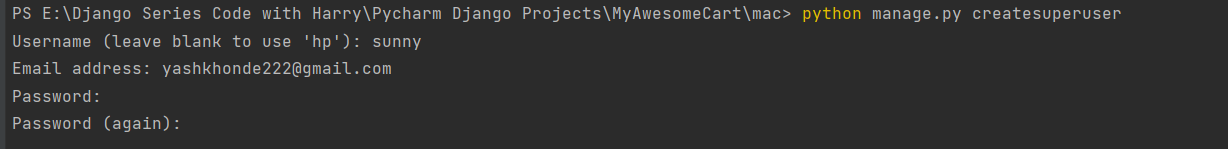 PS E:\Django Series Code with Harry\Pycharm Django Projects\MyAwesomeCart\mac> python manage.py createsuperuser
Username (leave blank to use 'hp'): sunny
Email address: yashkhonde222@gmail.com
Password:
Password (again):